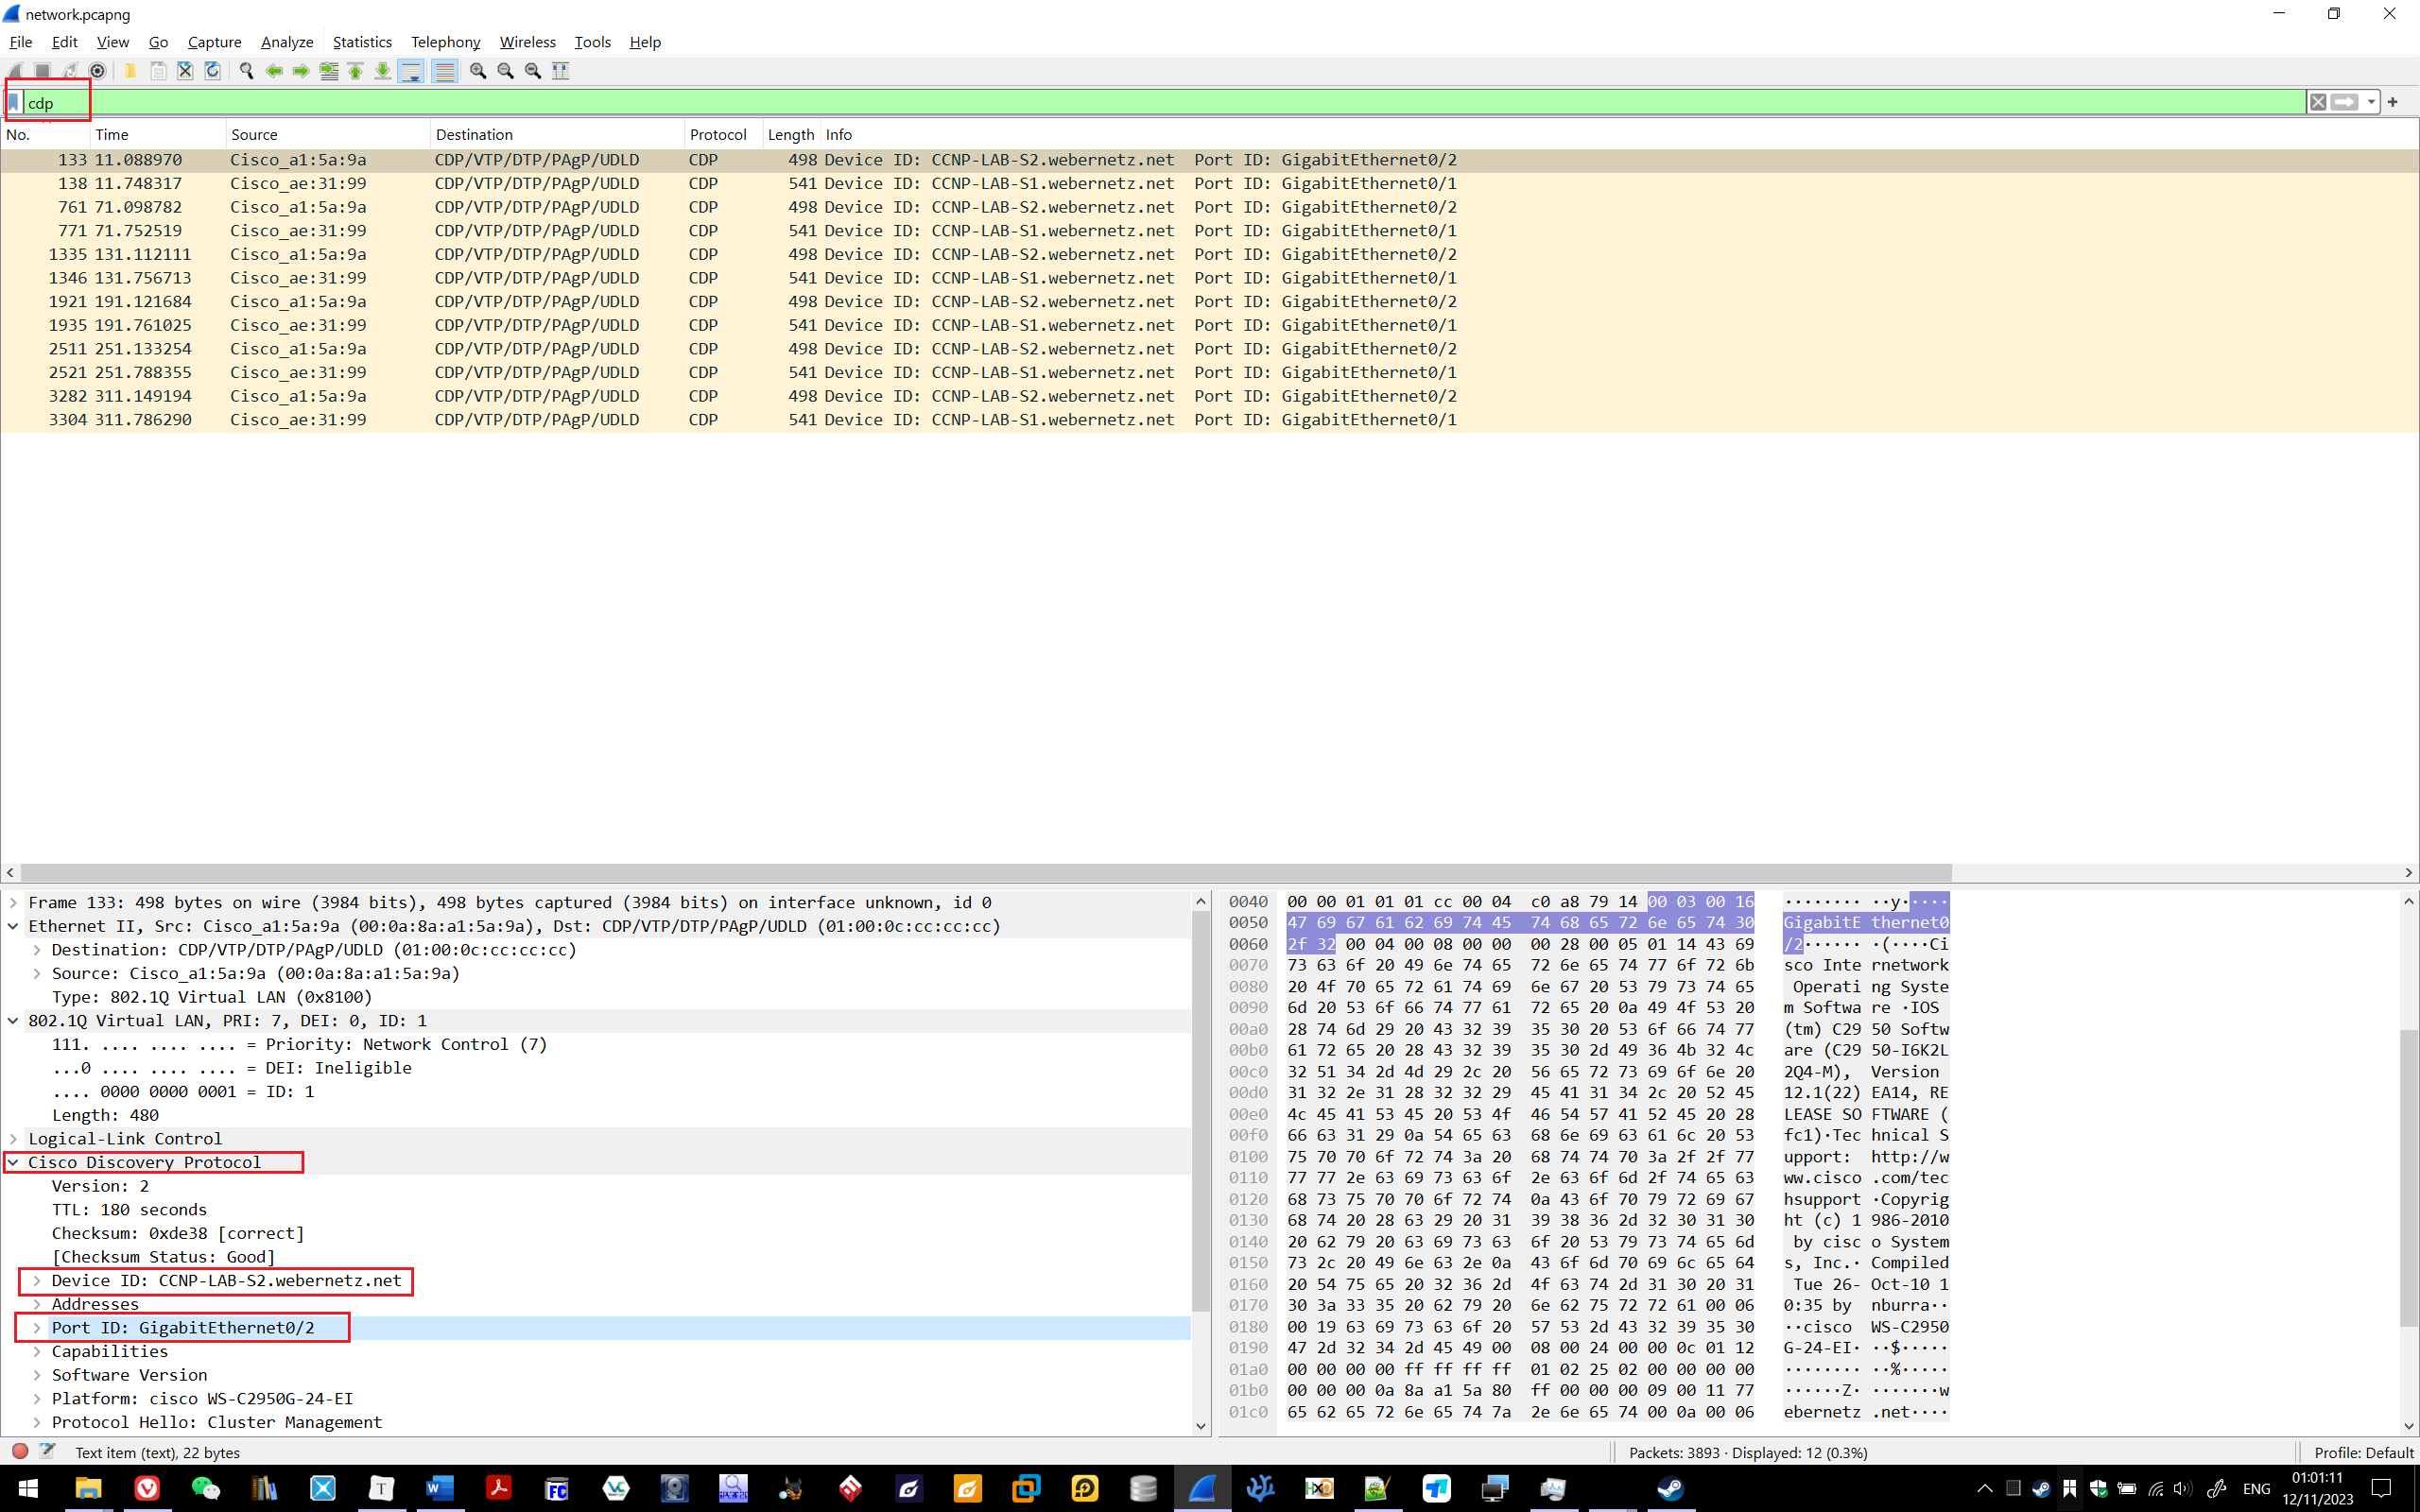 network.pcapng
File Edit View Go Capture Analyze Statistics Telephony Wireless Tools Help
cdp
No. Time Source Destination Protocol Length Info
133 11.088970 Cisco_a1:5a:9a CDP/VTP/DTP/PAgP/UDLD CDP 498 Device ID: CCNP-LAB-S2.webernetz.net Port ID: GigabitEthernet0/2
138 11.748317 Cisco_ae:31:99 CDP/VTP/DTP/PAgP/UDLD CDP 541 Device ID: CCNP-LAB-S1.webernetz.net Port ID: GigabitEthernet0/1
761 71.098782 Cisco_a1:5a:9a CDP/VTP/DTP/PAgP/UDLD CDP 498 Device ID: CCNP-LAB-S2.webernetz.net Port ID: GigabitEthernet0/2
771 71.752519 Cisco_ae:31:99 CDP/VTP/DTP/PAgP/UDLD CDP 541 Device ID: CCNP-LAB-S1.webernetz.net Port ID: GigabitEthernet0/1
1335 131.112111 Cisco_a1:5a:9a CDP/VTP/DTP/PAgP/UDLD CDP 498 Device ID: CCNP-LAB-S2.webernetz.net Port ID: GigabitEthernet0/2
1346 131.756713 Cisco_ae:31:99 CDP/VTP/DTP/PAgP/UDLD CDP 541 Device ID: CCNP-LAB-S1.webernetz.net Port ID: GigabitEthernet0/1
1921 191.121684 Cisco_a1:5a:9a CDP/VTP/DTP/PAgP/UDLD CDP 498 Device ID: CCNP-LAB-S2.webernetz.net Port ID: GigabitEthernet0/2
1935 191.761025 Cisco_ae:31:99 CDP/VTP/DTP/PAgP/UDLD CDP 541 Device ID: CCNP-LAB-S1.webernetz.net Port ID: GigabitEthernet0/1
2511 251.133254 Cisco_a1:5a:9a CDP/VTP/DTP/PAgP/UDLD CDP 498 Device ID: CCNP-LAB-S2.webernetz.net Port ID: GigabitEthernet0/2
2521 251.788355 Cisco_ae:31:99 CDP/VTP/DTP/PAgP/UDLD CDP 541 Device ID: CCNP-LAB-S1.webernetz.net Port ID: GigabitEthernet0/1
3282 311.149194 Cisco_a1:5a:9a CDP/VTP/DTP/PAgP/UDLD CDP 498 Device ID: CCNP-LAB-S2.webernetz.net Port ID: GigabitEthernet0/2
3304 311.786290 Cisco_ae:31:99 CDP/VTP/DTP/PAgP/UDLD CDP 541 Device ID: CCNP-LAB-S1.webernetz.net Port ID: GigabitEthernet0/1
Frame 133: 498 bytes on wire (3984 bits), 498 bytes captured (3984 bits) on interface unknown, id 0
Ethernet II, Src: Cisco_a1:5a:9a (00:0a:8a:a1:5a:9a), Dst: CDP/VTP/DTP/PAgP/UDLD (01:00:0c:cc:cc:cc)
Destination: CDP/VTP/DTP/PAgP/UDLD (01:00:0c:cc:cc:cc)
Source: Cisco_a1:5a:9a (00:0a:8a:a1:5a:9a)
Type: 802.1Q Virtual LAN (0x8100)
802.1Q Virtual LAN, PRI: 7, DEI: 0, ID: 1
111. .... .... .... = Priority: Network Control (7)
...0 .... .... .... = DEI: Ineligible
.... 0000 0000 0001 = ID: 1
Length: 480
Logical-Link Control
Cisco Discovery Protocol
Version: 2
TTL: 180 seconds
Checksum: 0xde38 [correct]
[Checksum Status: Good]
Device ID: CCNP-LAB-S2.webernetz.net
Addresses
Port ID: GigabitEthernet0/2
Capabilities
Software Version
Platform: cisco WS-C2950G-24-EI
Protocol Hello: Cluster Management
0040 00 00 01 01 01 cc 00 04 c0 a8 79 14 00 03 00 16 ········ ··y·····
0050 47 69 67 61 62 69 74 45 74 68 65 72 6e 65 74 30 GigabitE thernet0
0060 2f 32 00 04 00 08 00 00 00 28 00 05 01 14 43 69 /2······ ·(····Ci
0070 73 63 6f 20 49 6e 74 65 72 6e 65 74 77 6f 72 6b sco Inte rnetwork
0080 20 4f 70 65 72 61 74 69 6e 67 20 53 79 73 74 65 Operati ng Syste
0090 6d 20 53 6f 66 74 77 61 72 65 20 0a 49 4f 53 20 m Softwa re ·IOS
00a0 28 74 6d 29 20 43 32 39 35 30 20 53 6f 66 74 77 (tm) C29 50 Softw
00b0 61 72 65 20 28 43 32 39 35 30 2d 49 36 4b 32 4c are (C29 50-I6K2L
00c0 32 51 34 2d 4d 29 2c 20 56 65 72 73 69 6f 6e 20 2Q4-M), Version
00d0 31 32 2e 31 28 32 32 29 45 41 31 34 2c 20 52 45 12.1(22) EA14, RE
00e0 4c 45 41 53 45 20 53 4f 46 54 57 41 52 45 20 28 LEASE SO FTWARE (
00f0 66 63 31 29 0a 54 65 63 68 6e 69 63 61 6c 20 53 fc1)·Tec hnical S
0100 75 70 70 6f 72 74 3a 20 68 74 74 70 3a 2f 2f 77 upport: http://w
0110 77 77 2e 63 69 73 63 6f 2e 63 6f 6d 2f 74 65 63 ww.cisco .com/tec
0120 68 73 75 70 70 6f 72 74 0a 43 6f 70 79 72 69 67 hsupport ·Copyrig
0130 68 74 20 28 63 29 20 31 39 38 36 2d 32 30 31 30 ht (c) 1 986-2010
0140 20 62 79 20 63 69 73 63 6f 20 53 79 73 74 65 6d by cisc o System
0150 73 2c 20 49 6e 63 2e 0a 43 6f 6d 70 69 6c 65 64 s, Inc.· Compiled
0160 20 54 75 65 20 32 36 2d 4f 63 74 2d 31 30 20 31 Tue 26- Oct-10 1
0170 30 3a 33 35 20 62 79 20 6e 62 75 72 72 61 00 06 0:35 by nburra··
0180 00 19 63 69 73 63 6f 20 57 53 2d 43 32 39 35 30 ··cisco WS-C2950
0190 47 2d 32 34 2d 45 49 00 08 00 24 00 00 0c 01 12 G-24-EI· ··$·····
01a0 00 00 00 00 ff ff ff ff 01 02 25 02 00 00 00 00 ········ ··%·····
01b0 00 00 00 0a 8a a1 5a 80 ff 00 00 00 09 00 11 77 ······Z· ·······w
01c0 65 62 65 72 6e 65 74 7a 2e 6e 65 74 00 0a 00 06 ebernetz .net····
Text item (text), 22 bytes
Packets: 3893 · Displayed: 12 (0.3%)
Profile: Default
ENG
01:01:11
12/11/2023